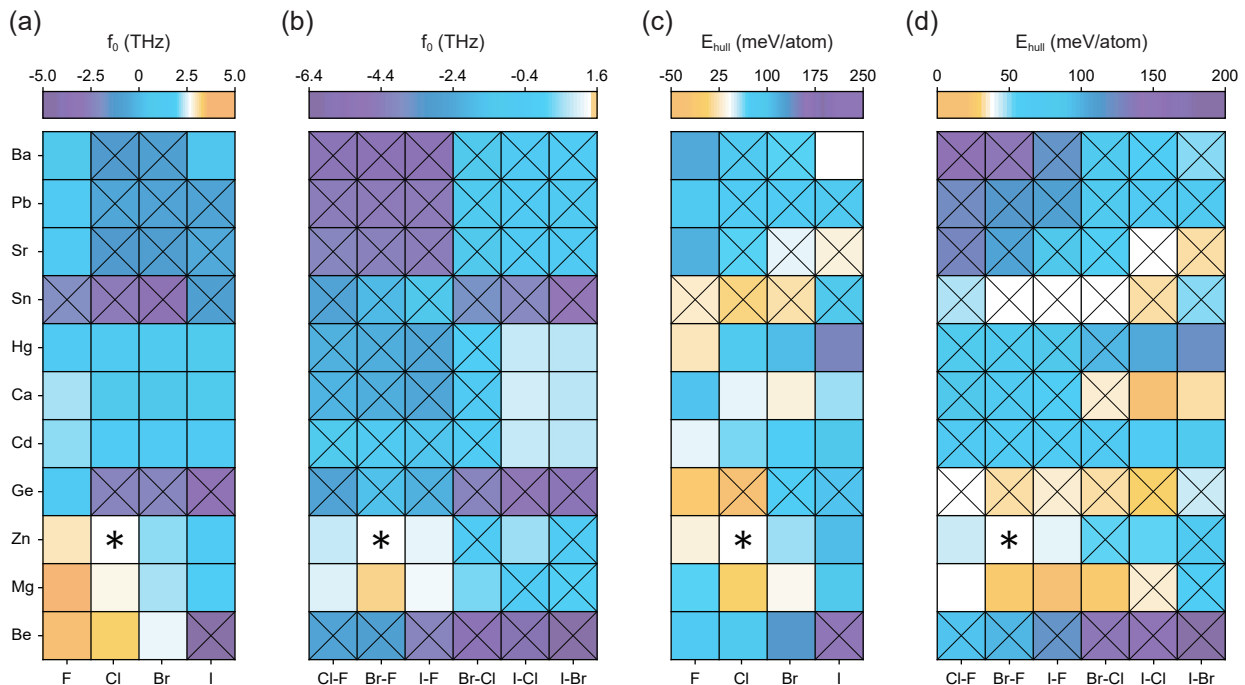 (a) (b) (c) (d)
f₀ (THz) f₀ (THz) E_hull (meV/atom) E_hull (meV/atom)
-5.0 -2.5 0 2.5 5.0 -6.4 -4.4 -2.4 -0.4 1.6 -50 25 100 175 250 0 50 100 150 200
Ba
Pb
Sr
Sn
Hg
Ca
Cd
Ge
Zn * * * *
Mg
Be
F Cl Br I Cl-F Br-F I-F Br-Cl I-Cl I-Br F Cl Br I Cl-F Br-F I-F Br-Cl I-Cl I-Br